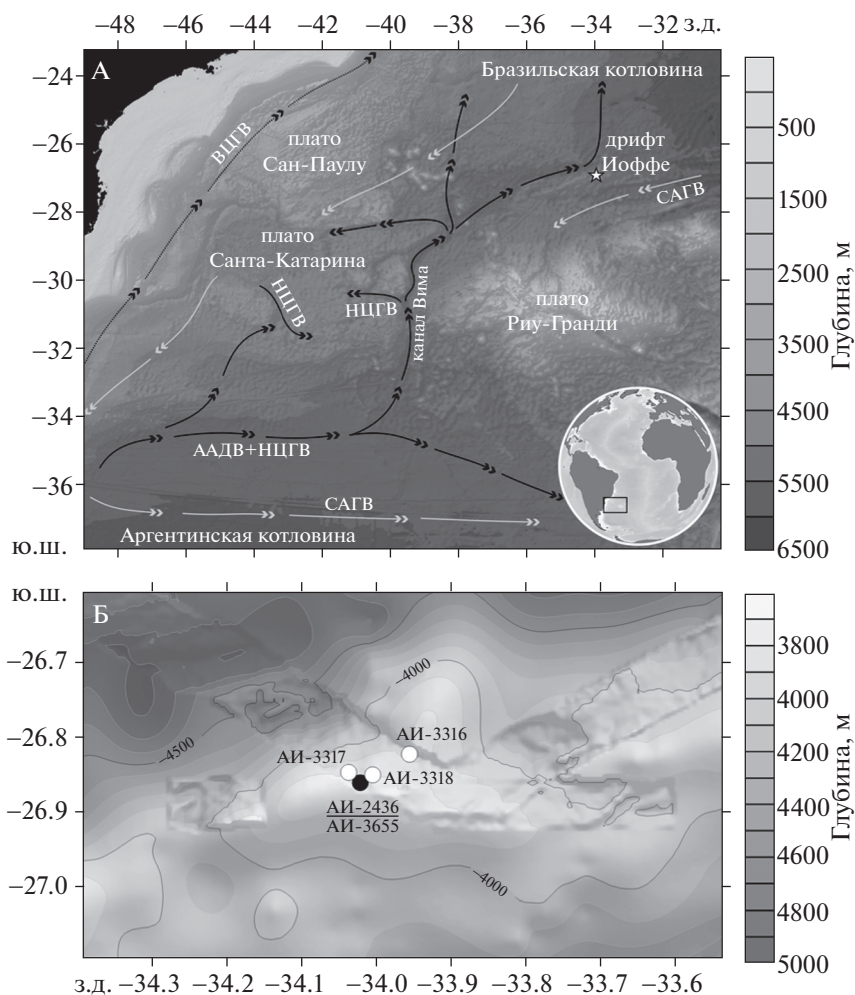 −48 −46 −44 −42 −40 −38 −36 −34 −32 з.д.
А
−24
−26
−28
−30
−32
−34
−36
ю.ш.
Бразильская котловина
ВЦГВ
плато
Сан-Паулу
дрифт
Иоффе
САГВ
плато
Санта-Катарина
НЦГВ
НЦГВ
канал Вима
плато
Риу-Гранди
ААДВ+НЦГВ
САГВ
Аргентинская котловина
500
1500
2500
3500
4500
5500
6500
Глубина, м
ю.ш.
Б
−26.7
−26.8
−26.9
−27.0
−4000
−4500
АИ-3316
АИ-3317
АИ-3318
АИ-2436
АИ-3655
−4000
3800
4000
4200
4400
4600
4800
5000
Глубина, м
з.д. −34.3 −34.2 −34.1 −34.0 −33.9 −33.8 −33.7 −33.6